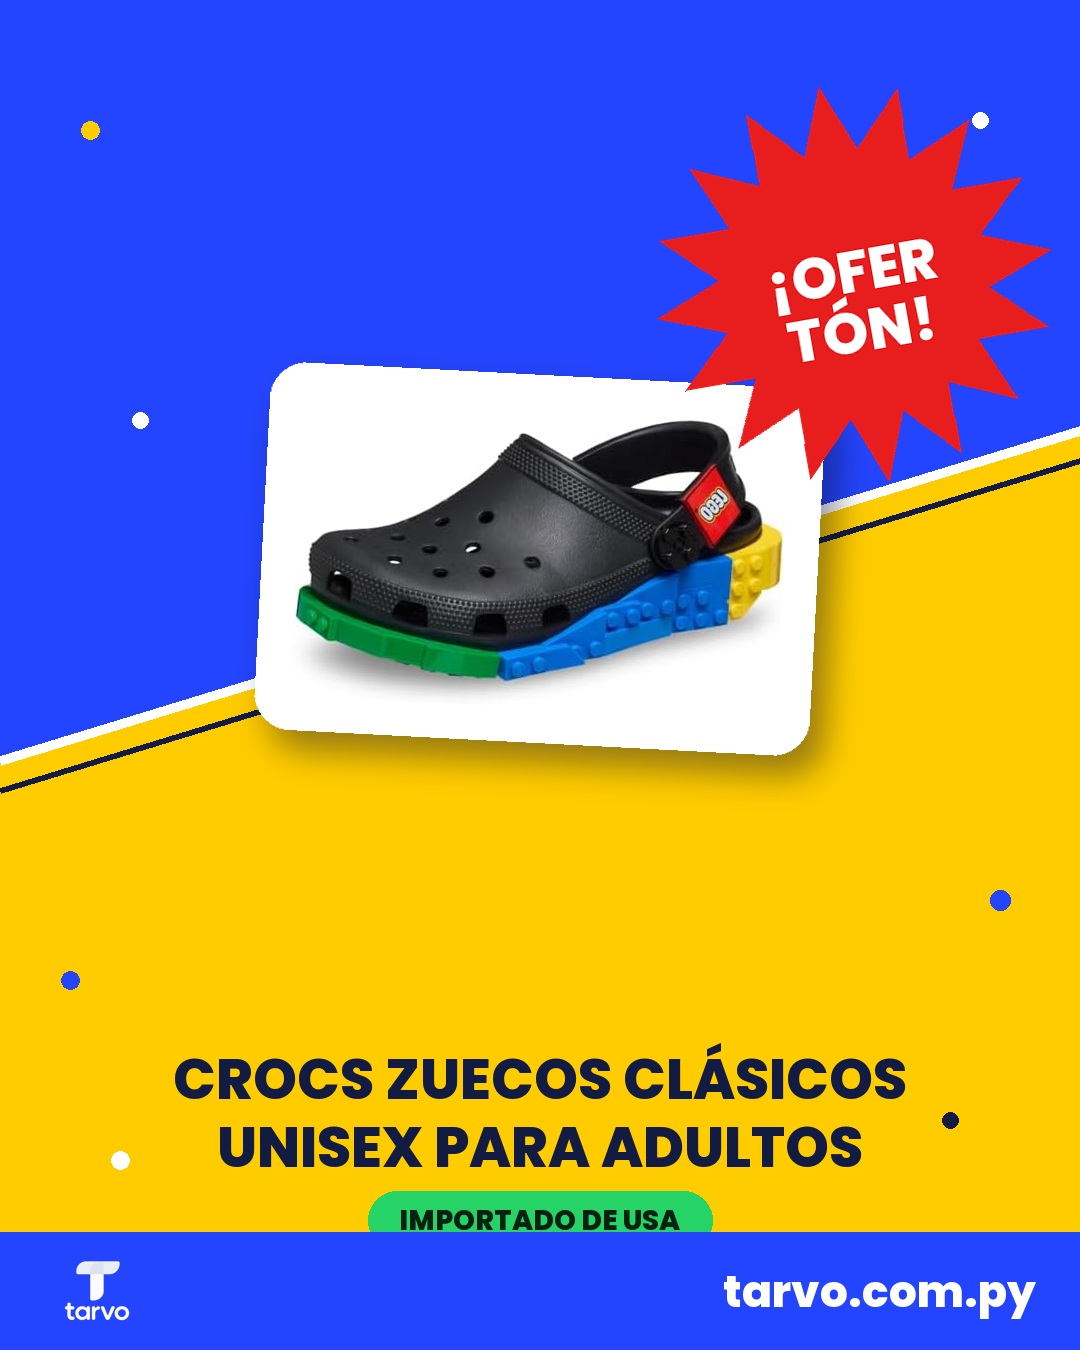 ¡OFER
TÓN!
LEGO
CROCS ZUECOS CLÁSICOS
UNISEX PARA ADULTOS
IMPORTADO DE USA
tarvo
tarvo.com.py